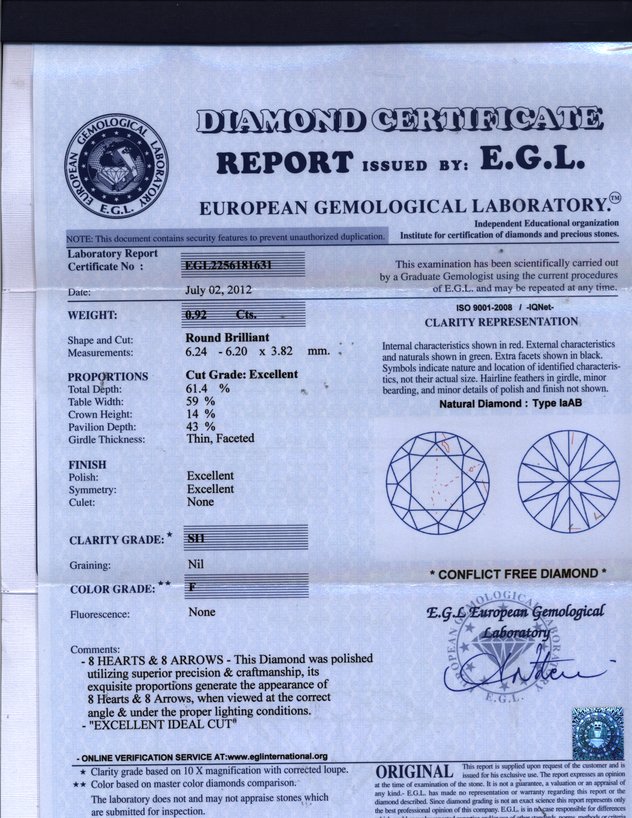 EUROPEAN GEMOLOGICAL LABORATORY
E.G.L.
DIAMOND CERTIFICATE
REPORT ISSUED BY: E.G.L.
EUROPEAN GEMOLOGICAL LABORATORY.™
Independent Educational organization
Institute for certification of diamonds and precious stones.
NOTE: This document contains security features to prevent unauthorized duplication.
Laboratory Report
Certificate No : EGL2256181631
Date: July 02, 2012
This examination has been scientifically carried out
by a Graduate Gemologist using the current procedures
of E.G.L. and may be repeated at any time.
WEIGHT: 0.92 Cts.
Shape and Cut: Round Brilliant
Measurements: 6.24 - 6.20 x 3.82 mm.
PROPORTIONS Cut Grade: Excellent
Total Depth: 61.4 %
Table Width: 59 %
Crown Height: 14 %
Pavilion Depth: 43 %
Girdle Thickness: Thin, Faceted
ISO 9001-2008 / -IQNet-
CLARITY REPRESENTATION
Internal characteristics shown in red. External characteristics
and naturals shown in green. Extra facets shown in black.
Symbols indicate nature and location of identified characteris-
tics, not their actual size. Hairline feathers in girdle, minor
bearding, and minor details of polish and finish not shown.
Natural Diamond : Type IaAB
FINISH
Polish: Excellent
Symmetry: Excellent
Culet: None
CLARITY GRADE: * SI1
Graining: Nil
COLOR GRADE: ** F
Fluorescence: None
* CONFLICT FREE DIAMOND *
E.G.L European Gemological
Laboratory
EUROPEAN GEMOLOGICAL LABORATORY
E.G.L.
Comments:
- 8 HEARTS & 8 ARROWS - This Diamond was polished
utilizing superior precision & craftmanship, its
exquisite proportions generate the appearance of
8 Hearts & 8 Arrows, when viewed at the correct
angle & under the proper lighting conditions.
- "EXCELLENT IDEAL CUT"
- ONLINE VERIFICATION SERVICE AT:www.eglinternational.org
★ Clarity grade based on 10 X magnification with corrected loupe.
★★ Color based on master color diamonds comparison.
The laboratory does not and may not appraise stones which
are submitted for inspection.
ORIGINAL This report is supplied upon request of the customer and is
issued for his exclusive use. The report expresses an opinion
at the time of examination of the stone. It is not a guarantee, a valuation or an appraisal of
any kind.- E.G.L. has made no representation or warranty regarding this report or the
diamond described. Since diamond grading is not an exact science this report represents only
the best professional opinion of this company. E.G.L. is in no case responsible for differences